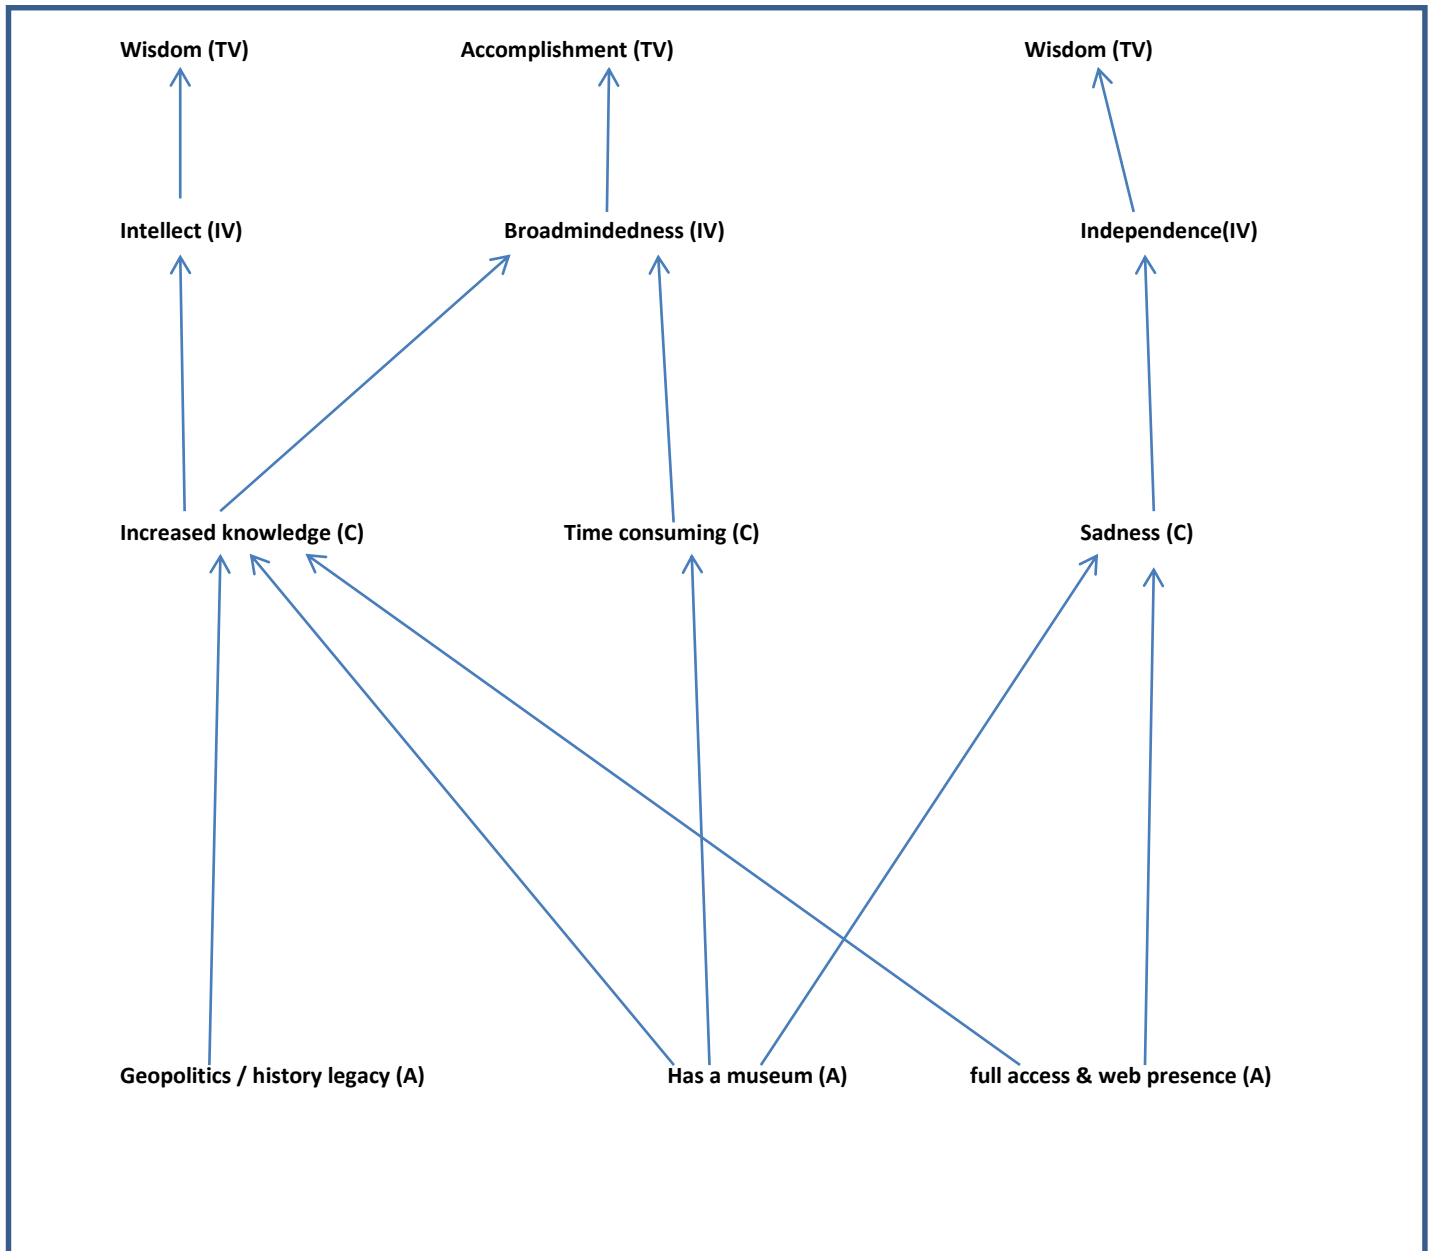 Wisdom (TV)
Accomplishment (TV)
Wisdom (TV)
Intellect (IV)
Broadmindedness (IV)
Independence(IV)
Increased knowledge (C)
Time consuming (C)
Sadness (C)
Geopolitics / history legacy (A)
Has a museum (A)
full access & web presence (A)